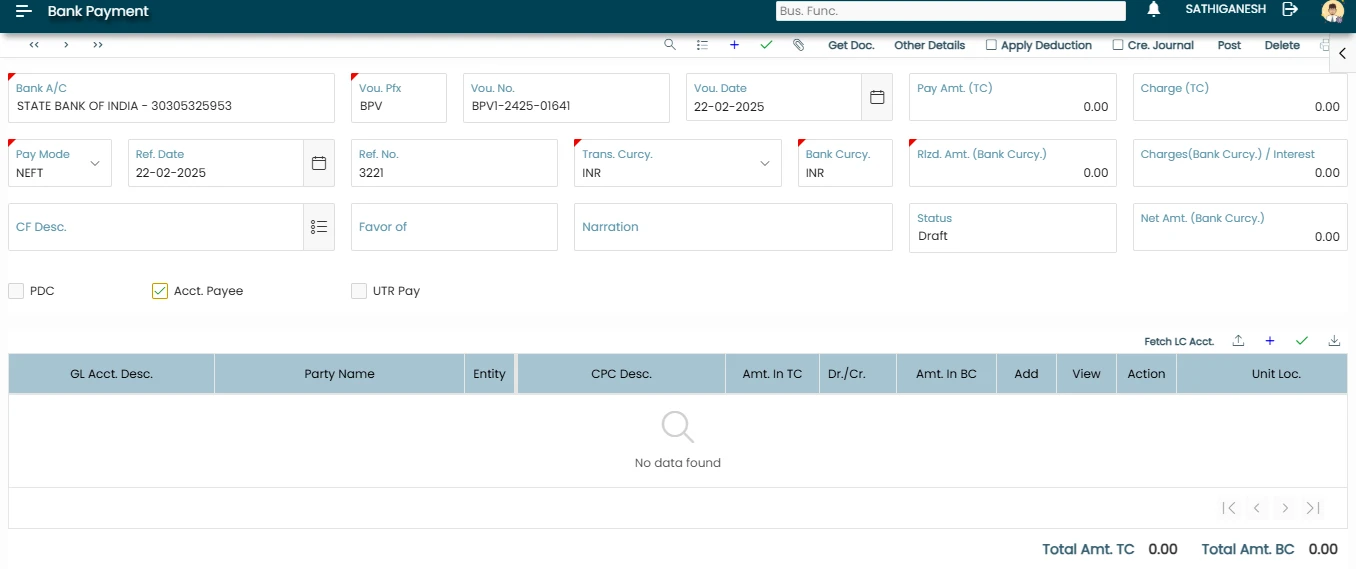 Bank Payment
Bus. Func.
SATHIGANESH
Get Doc. Other Details Apply Deduction Cre. Journal Post Delete
Bank A/C Vou. Pfx Vou. No. Vou. Date Pay Amt. (TC) Charge (TC)
STATE BANK OF INDIA - 30305325953 BPV BPV1-2425-01641 22-02-2025 0.00 0.00
Pay Mode Ref. Date Ref. No. Trans. Curcy. Bank Curcy. Rlzd. Amt. (Bank Curcy.) Charges(Bank Curcy.) / Interest
NEFT 22-02-2025 3221 INR INR 0.00 0.00
CF Desc. Favor of Narration Status Net Amt. (Bank Curcy.)
Draft 0.00
PDC Acct. Payee UTR Pay
Fetch LC Acct.
GL Acct. Desc. Party Name Entity CPC Desc. Amt. In TC Dr./Cr. Amt. In BC Add View Action Unit Loc.
No data found
Total Amt. TC 0.00 Total Amt. BC 0.00